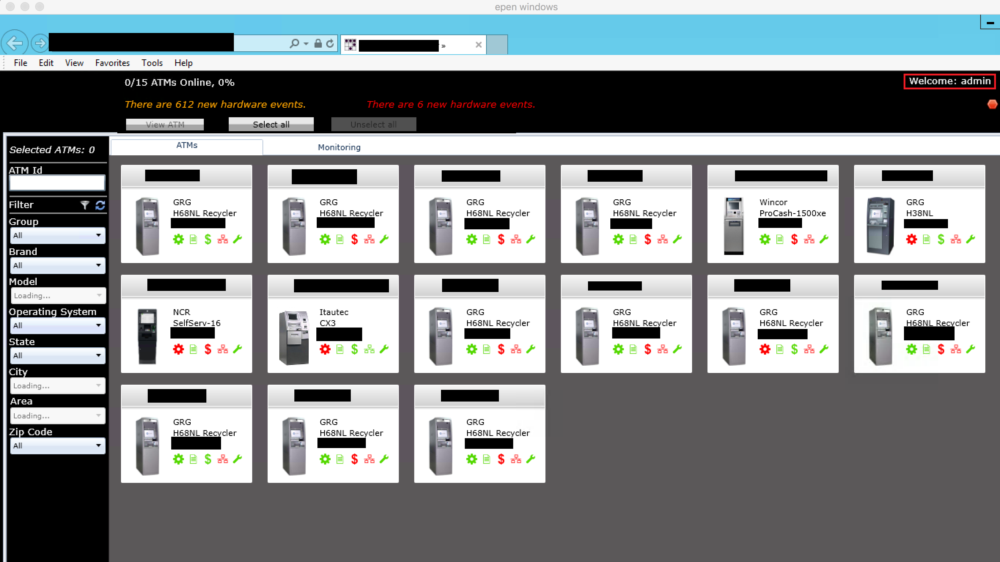 epen windows
»
File Edit View Favorites Tools Help
0/15 ATMs Online, 0%
Welcome: admin
There are 612 new hardware events. There are 6 new hardware events.
View ATM Select all Unselect all
Selected ATMs: 0
ATMs Monitoring
ATM Id
Filter
Group
All
Brand
All
Model
Loading...
Operating System
All
State
All
City
Loading...
Area
Loading...
Zip Code
All
GRG
H68NL Recycler
$
GRG
H68NL Recycler
$
GRG
H68NL Recycler
$
GRG
H68NL Recycler
$
Wincor
ProCash-1500xe
$
GRG
H38NL
$
NCR
SelfServ-16
$
Itautec
CX3
$
GRG
H68NL Recycler
$
GRG
H68NL Recycler
$
GRG
H68NL Recycler
$
GRG
H68NL Recycler
$
GRG
H68NL Recycler
$
GRG
H68NL Recycler
$
GRG
H68NL Recycler
$